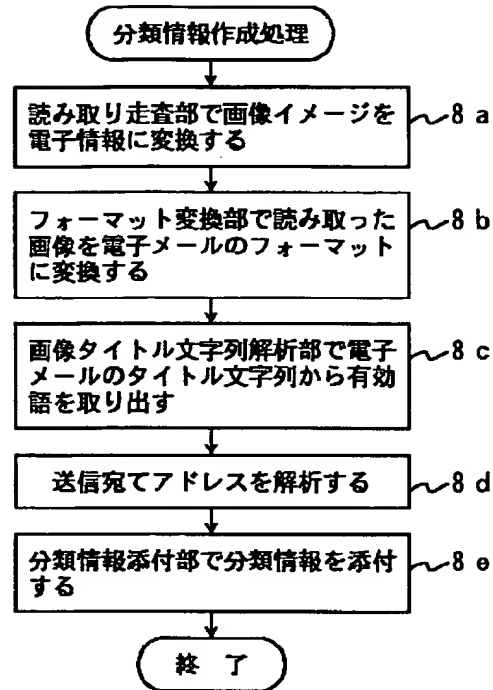 分類情報作成処理
読み取り走査部で画像イメージを
電子情報に変換する
8a
フォーマット変換部で読み取った
画像を電子メールのフォーマット
に変換する
8b
画像タイトル文字列解析部で電子
メールのタイトル文字列から有効
語を取り出す
8c
送信宛てアドレスを解析する
8d
分類情報添付部で分類情報を添付
する
8e
終 了